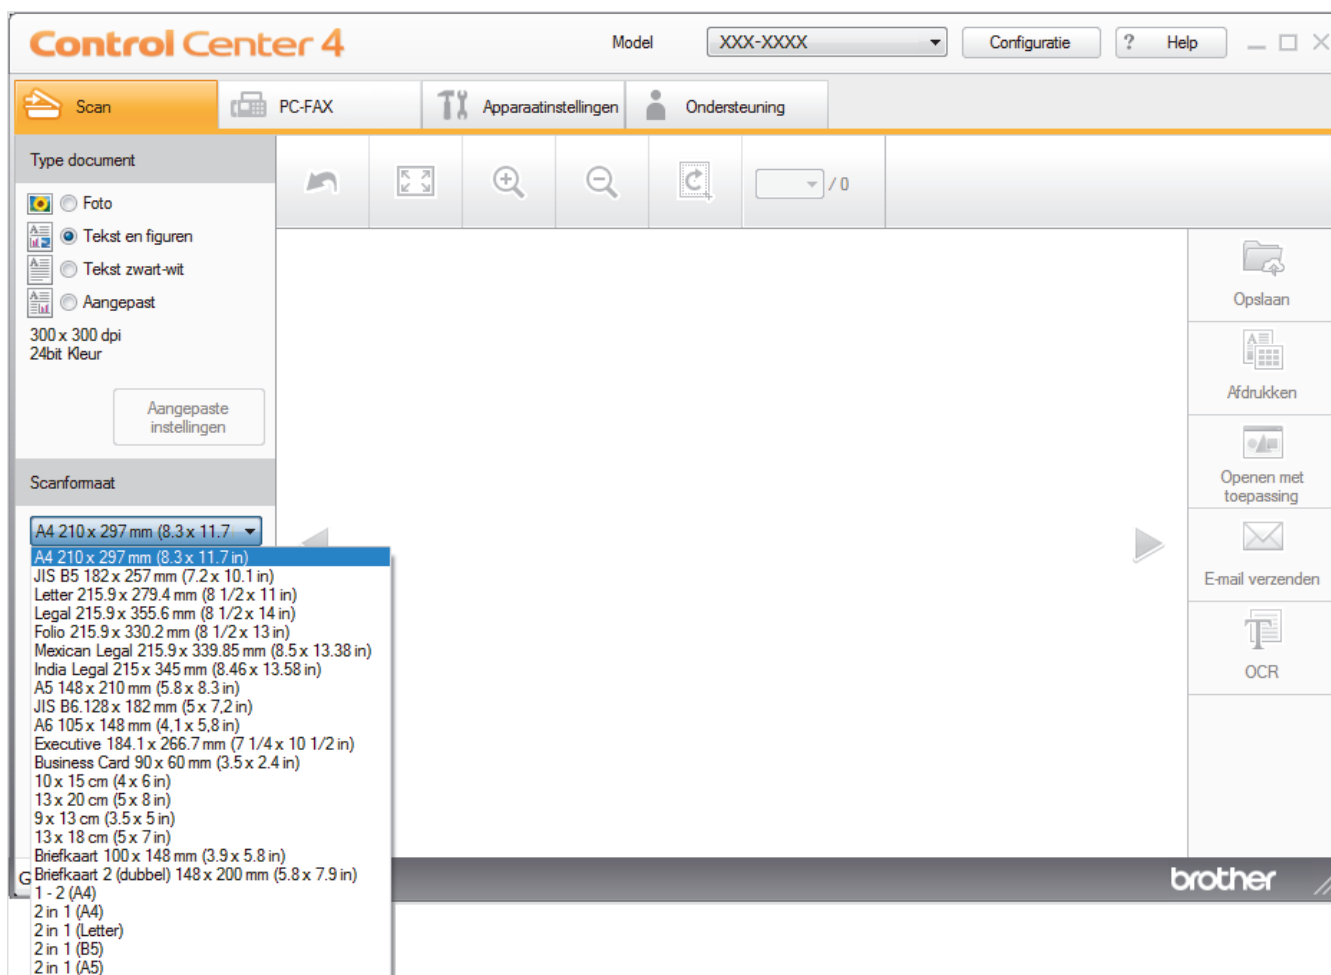 Control Center 4
Model
XXX-XXXX
Configuratie
? Help
Scan
PC-FAX
Apparaatinstellingen
Ondersteuning
Type document
/ 0
Foto
Tekst en figuren
Tekst zwart-wit
Aangepast
300 x 300 dpi
24bit Kleur
Aangepaste
instellingen
Scanformaat
A4 210 x 297 mm (8.3 x 11.7
A4 210 x 297 mm (8.3 x 11.7 in)
JIS B5 182 x 257 mm (7.2 x 10.1 in)
Letter 215.9 x 279.4 mm (8 1/2 x 11 in)
Legal 215.9 x 355.6 mm (8 1/2 x 14 in)
Folio 215.9 x 330.2 mm (8 1/2 x 13 in)
Mexican Legal 215.9 x 339.85 mm (8.5 x 13.38 in)
India Legal 215 x 345 mm (8.46 x 13.58 in)
A5 148 x 210 mm (5.8 x 8.3 in)
JIS B6.128 x 182 mm (5 x 7,2 in)
A6 105 x 148 mm (4,1 x 5,8 in)
Executive 184.1 x 266.7 mm (7 1/4 x 10 1/2 in)
Business Card 90 x 60 mm (3.5 x 2.4 in)
10 x 15 cm (4 x 6 in)
13 x 20 cm (5 x 8 in)
9 x 13 cm (3.5 x 5 in)
13 x 18 cm (5 x 7 in)
Briefkaart 100 x 148 mm (3.9 x 5.8 in)
Briefkaart 2 (dubbel) 148 x 200 mm (5.8 x 7.9 in)
1 - 2 (A4)
2 in 1 (A4)
2 in 1 (Letter)
2 in 1 (B5)
2 in 1 (A5)
Opslaan
Afdrukken
Openen met
toepassing
E-mail verzenden
OCR
brother